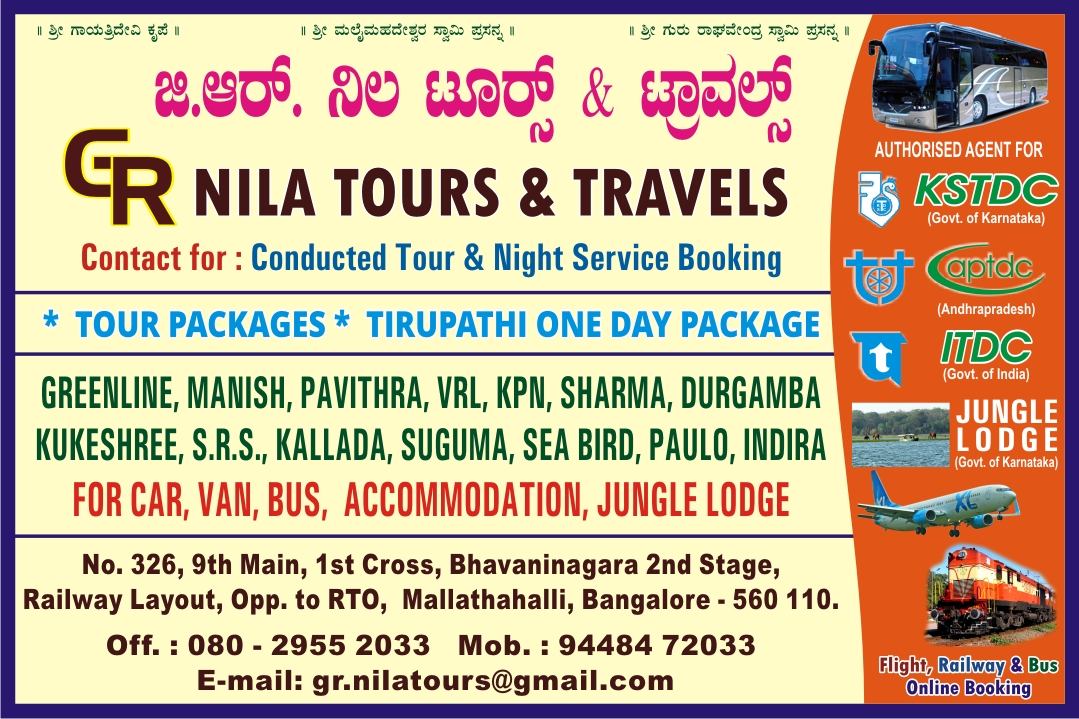 ॥ ಶ್ರೀ ಗಾಯತ್ರಿದೇವಿ ಕೃಪೆ ॥ ॥ ಶ್ರೀ ಮಲೈಮಹದೇಶ್ವರ ಸ್ವಾಮಿ ಪ್ರಸನ್ನ ॥ ॥ ಶ್ರೀ ಗುರು ರಾಘವೇಂದ್ರ ಸ್ವಾಮಿ ಪ್ರಸನ್ನ ॥
ಜಿ.ಆರ್. ನಿಲ ಟೂರ್ಸ್ & ಟ್ರಾವಲ್ಸ್
GR NILA TOURS & TRAVELS
Contact for : Conducted Tour & Night Service Booking
* TOUR PACKAGES * TIRUPATHI ONE DAY PACKAGE
GREENLINE, MANISH, PAVITHRA, VRL, KPN, SHARMA, DURGAMBA
KUKESHREE, S.R.S., KALLADA, SUGUMA, SEA BIRD, PAULO, INDIRA
FOR CAR, VAN, BUS, ACCOMMODATION, JUNGLE LODGE
No. 326, 9th Main, 1st Cross, Bhavaninagara 2nd Stage,
Railway Layout, Opp. to RTO, Mallathahalli, Bangalore - 560 110.
Off. : 080 - 2955 2033 Mob. : 94484 72033
E-mail: gr.nilatours@gmail.com
AUTHORISED AGENT FOR
KSTDC
(Govt. of Karnataka)
aptdc
(Andhrapradesh)
ITDC
(Govt. of India)
JUNGLE
LODGE
(Govt. of Karnataka)
XL
Flight, Railway & Bus
Online Booking